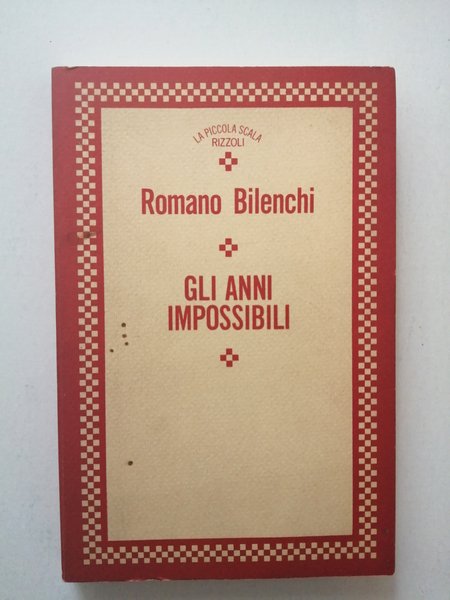 LA PICCOLA SCALA
RIZZOLI
Romano Bilenchi
GLI ANNI
IMPOSSIBILI